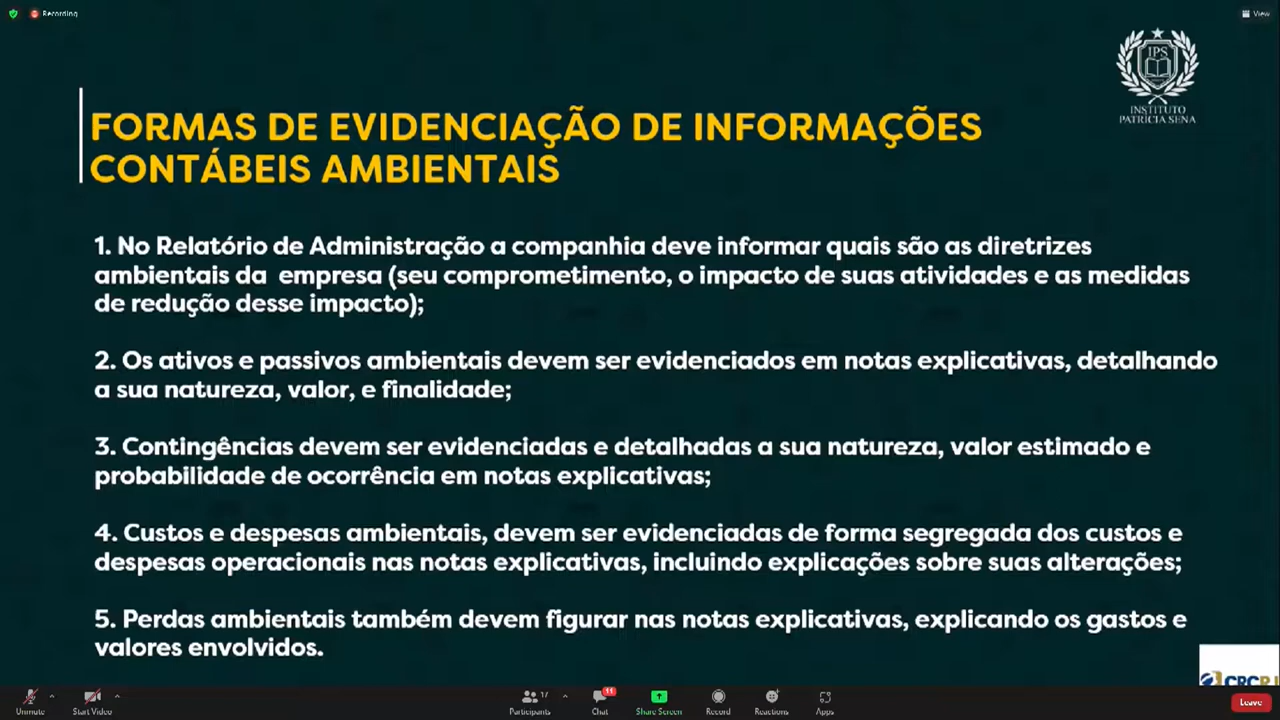 Recording
View
IPS
INSTITUTO
PATRÍCIA SENA
FORMAS DE EVIDENCIAÇÃO DE INFORMAÇÕES
CONTÁBEIS AMBIENTAIS
1. No Relatório de Administração a companhia deve informar quais são as diretrizes
ambientais da empresa (seu comprometimento, o impacto de suas atividades e as medidas
de redução desse impacto);
2. Os ativos e passivos ambientais devem ser evidenciados em notas explicativas, detalhando
a sua natureza, valor, e finalidade;
3. Contingências devem ser evidenciadas e detalhadas a sua natureza, valor estimado e
probabilidade de ocorrência em notas explicativas;
4. Custos e despesas ambientais, devem ser evidenciadas de forma segregada dos custos e
despesas operacionais nas notas explicativas, incluindo explicações sobre suas alterações;
5. Perdas ambientais também devem figurar nas notas explicativas, explicando os gastos e
valores envolvidos.
Unmute
Start Video
17
Participants
11
Chat
Share Screen
Record
Reactions
Apps
Leave